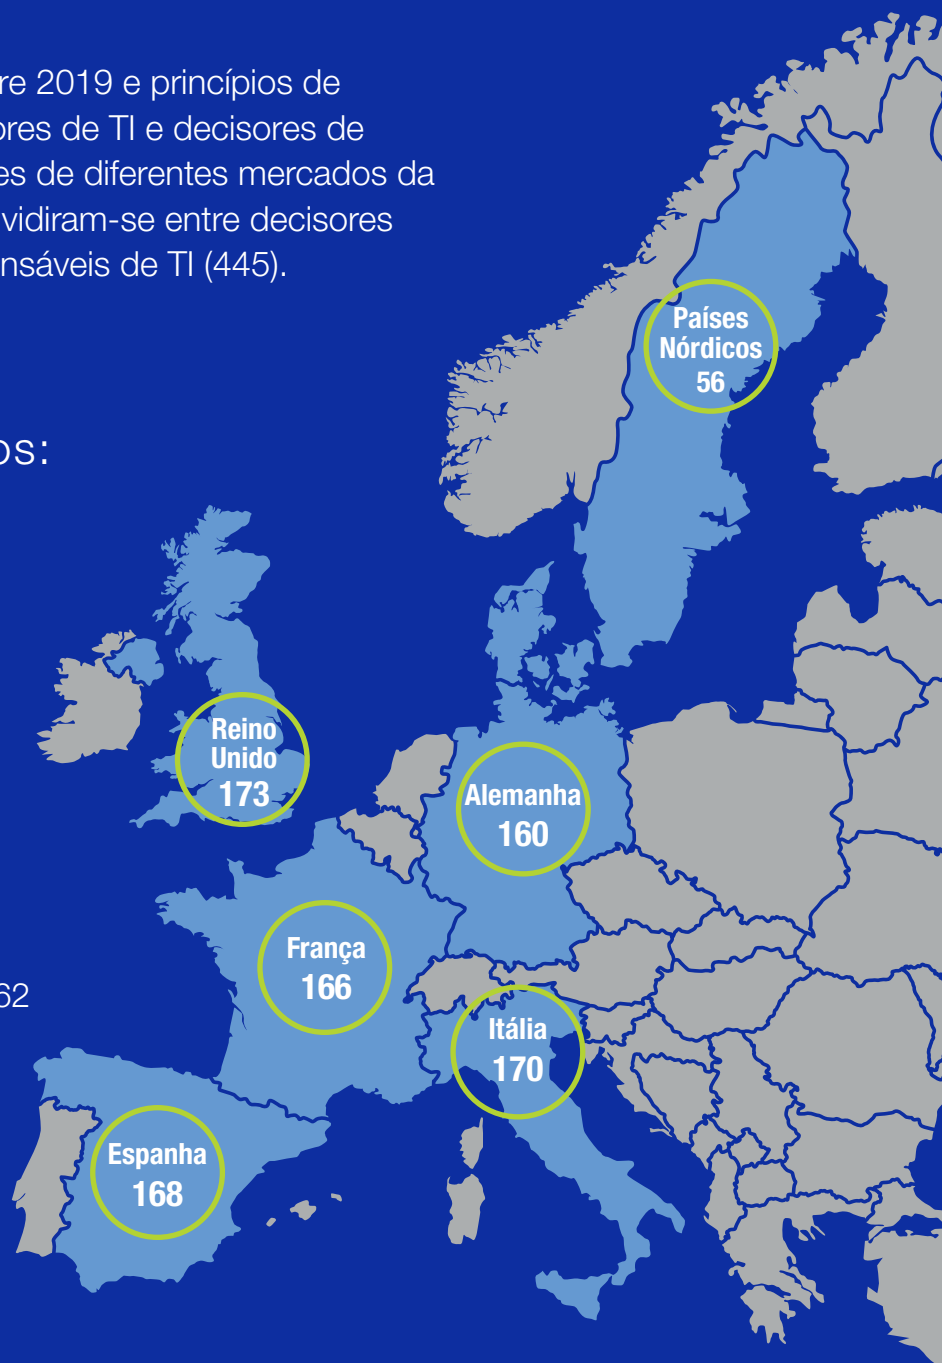 re 2019 e princípios de
ores de TI e decisores de
es de diferentes mercados da
vidiram-se entre decisores
nsáveis de TI (445).
Países
Nórdicos
56
os:
Reino
Unido
173
Alemanha
160
França
166
62
Itália
170
Espanha
168